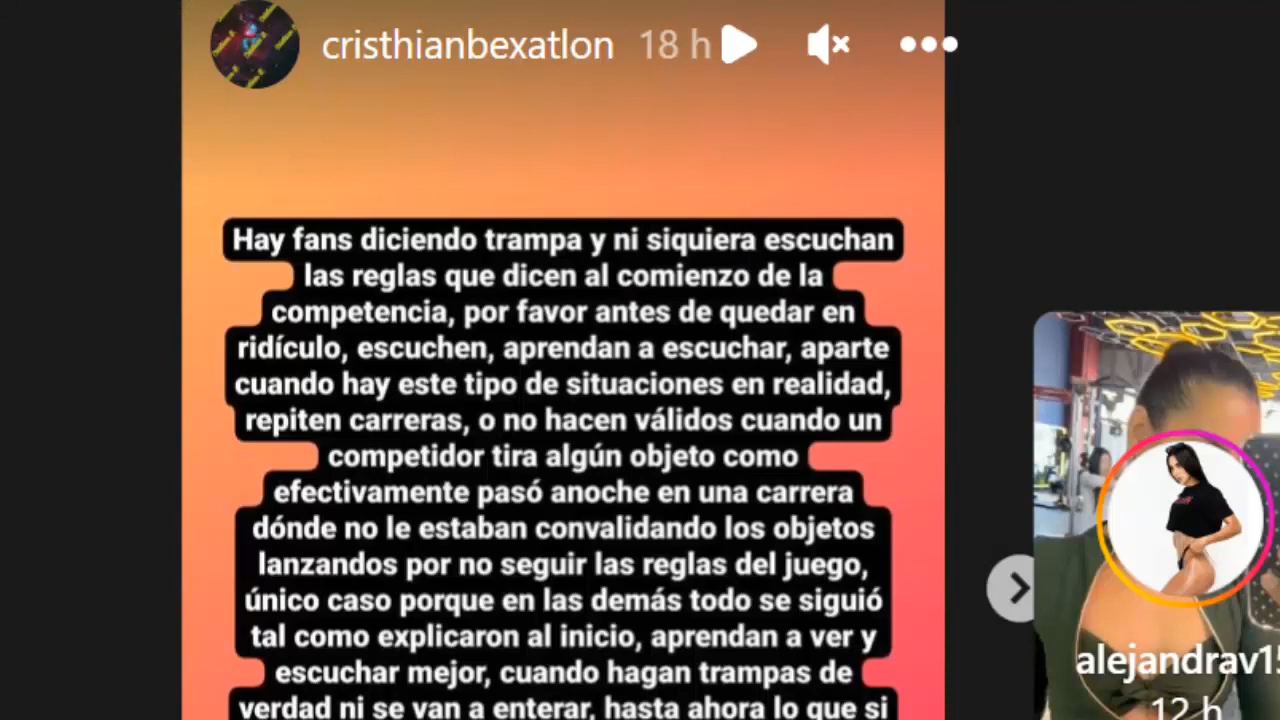 cristhianbexatlon 18 h
Hay fans diciendo trampa y ni siquiera escuchan
las reglas que dicen al comienzo de la
competencia, por favor antes de quedar en
ridículo, escuchen, aprendan a escuchar, aparte
cuando hay este tipo de situaciones en realidad,
repiten carreras, o no hacen válidos cuando un
competidor tira algún objeto como
efectivamente pasó anoche en una carrera
dónde no le estaban convalidando los objetos
lanzandos por no seguir las reglas del juego,
único caso porque en las demás todo se siguió
tal como explicaron al inicio, aprendan a ver y
escuchar mejor, cuando hagan trampas de
verdad ni se van a enterar, hasta ahora lo que si
alejandrav15
12 h